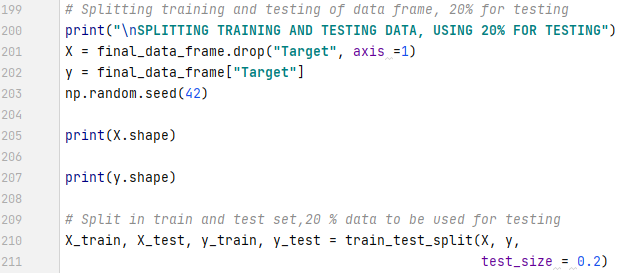 199 # Splitting training and testing of data frame, 20% for testing
200 print("\nSPLITTING TRAINING AND TESTING DATA, USING 20% FOR TESTING")
201 X = final_data_frame.drop("Target", axis =1)
202 y = final_data_frame["Target"]
203 np.random.seed(42)
204
205 print(X.shape)
206
207 print(y.shape)
208
209 # Split in train and test set,20 % data to be used for testing
210 X_train, X_test, y_train, y_test = train_test_split(X, y,
211 test_size = 0.2)